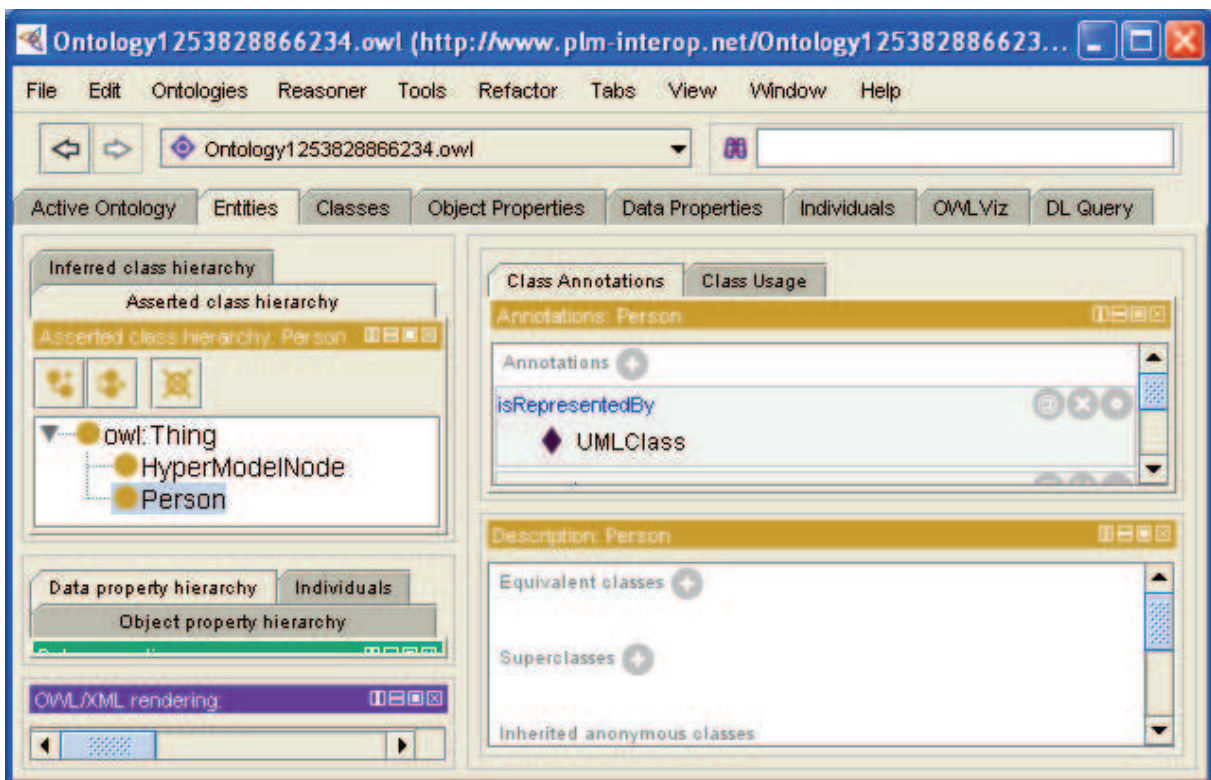 Ontology1253828866234.owl (http://www.plm-interop.net/Ontology125382886623...
File Edit Ontologies Reasoner Tools Refactor Tabs View Window Help
Ontology1253828866234.owl
Active Ontology Entities Classes Object Properties Data Properties Individuals OWLViz DL Query
Inferred class hierarchy
Asserted class hierarchy
Asserted class hierarchy: Person
owl:Thing
HyperModelNode
Person
Data property hierarchy Individuals
Object property hierarchy
OWL/XML rendering:
Class Annotations Class Usage
Annotations: Person
Annotations
isRepresentedBy
UMLClass
Description: Person
Equivalent classes
Superclasses
Inherited anonymous classes